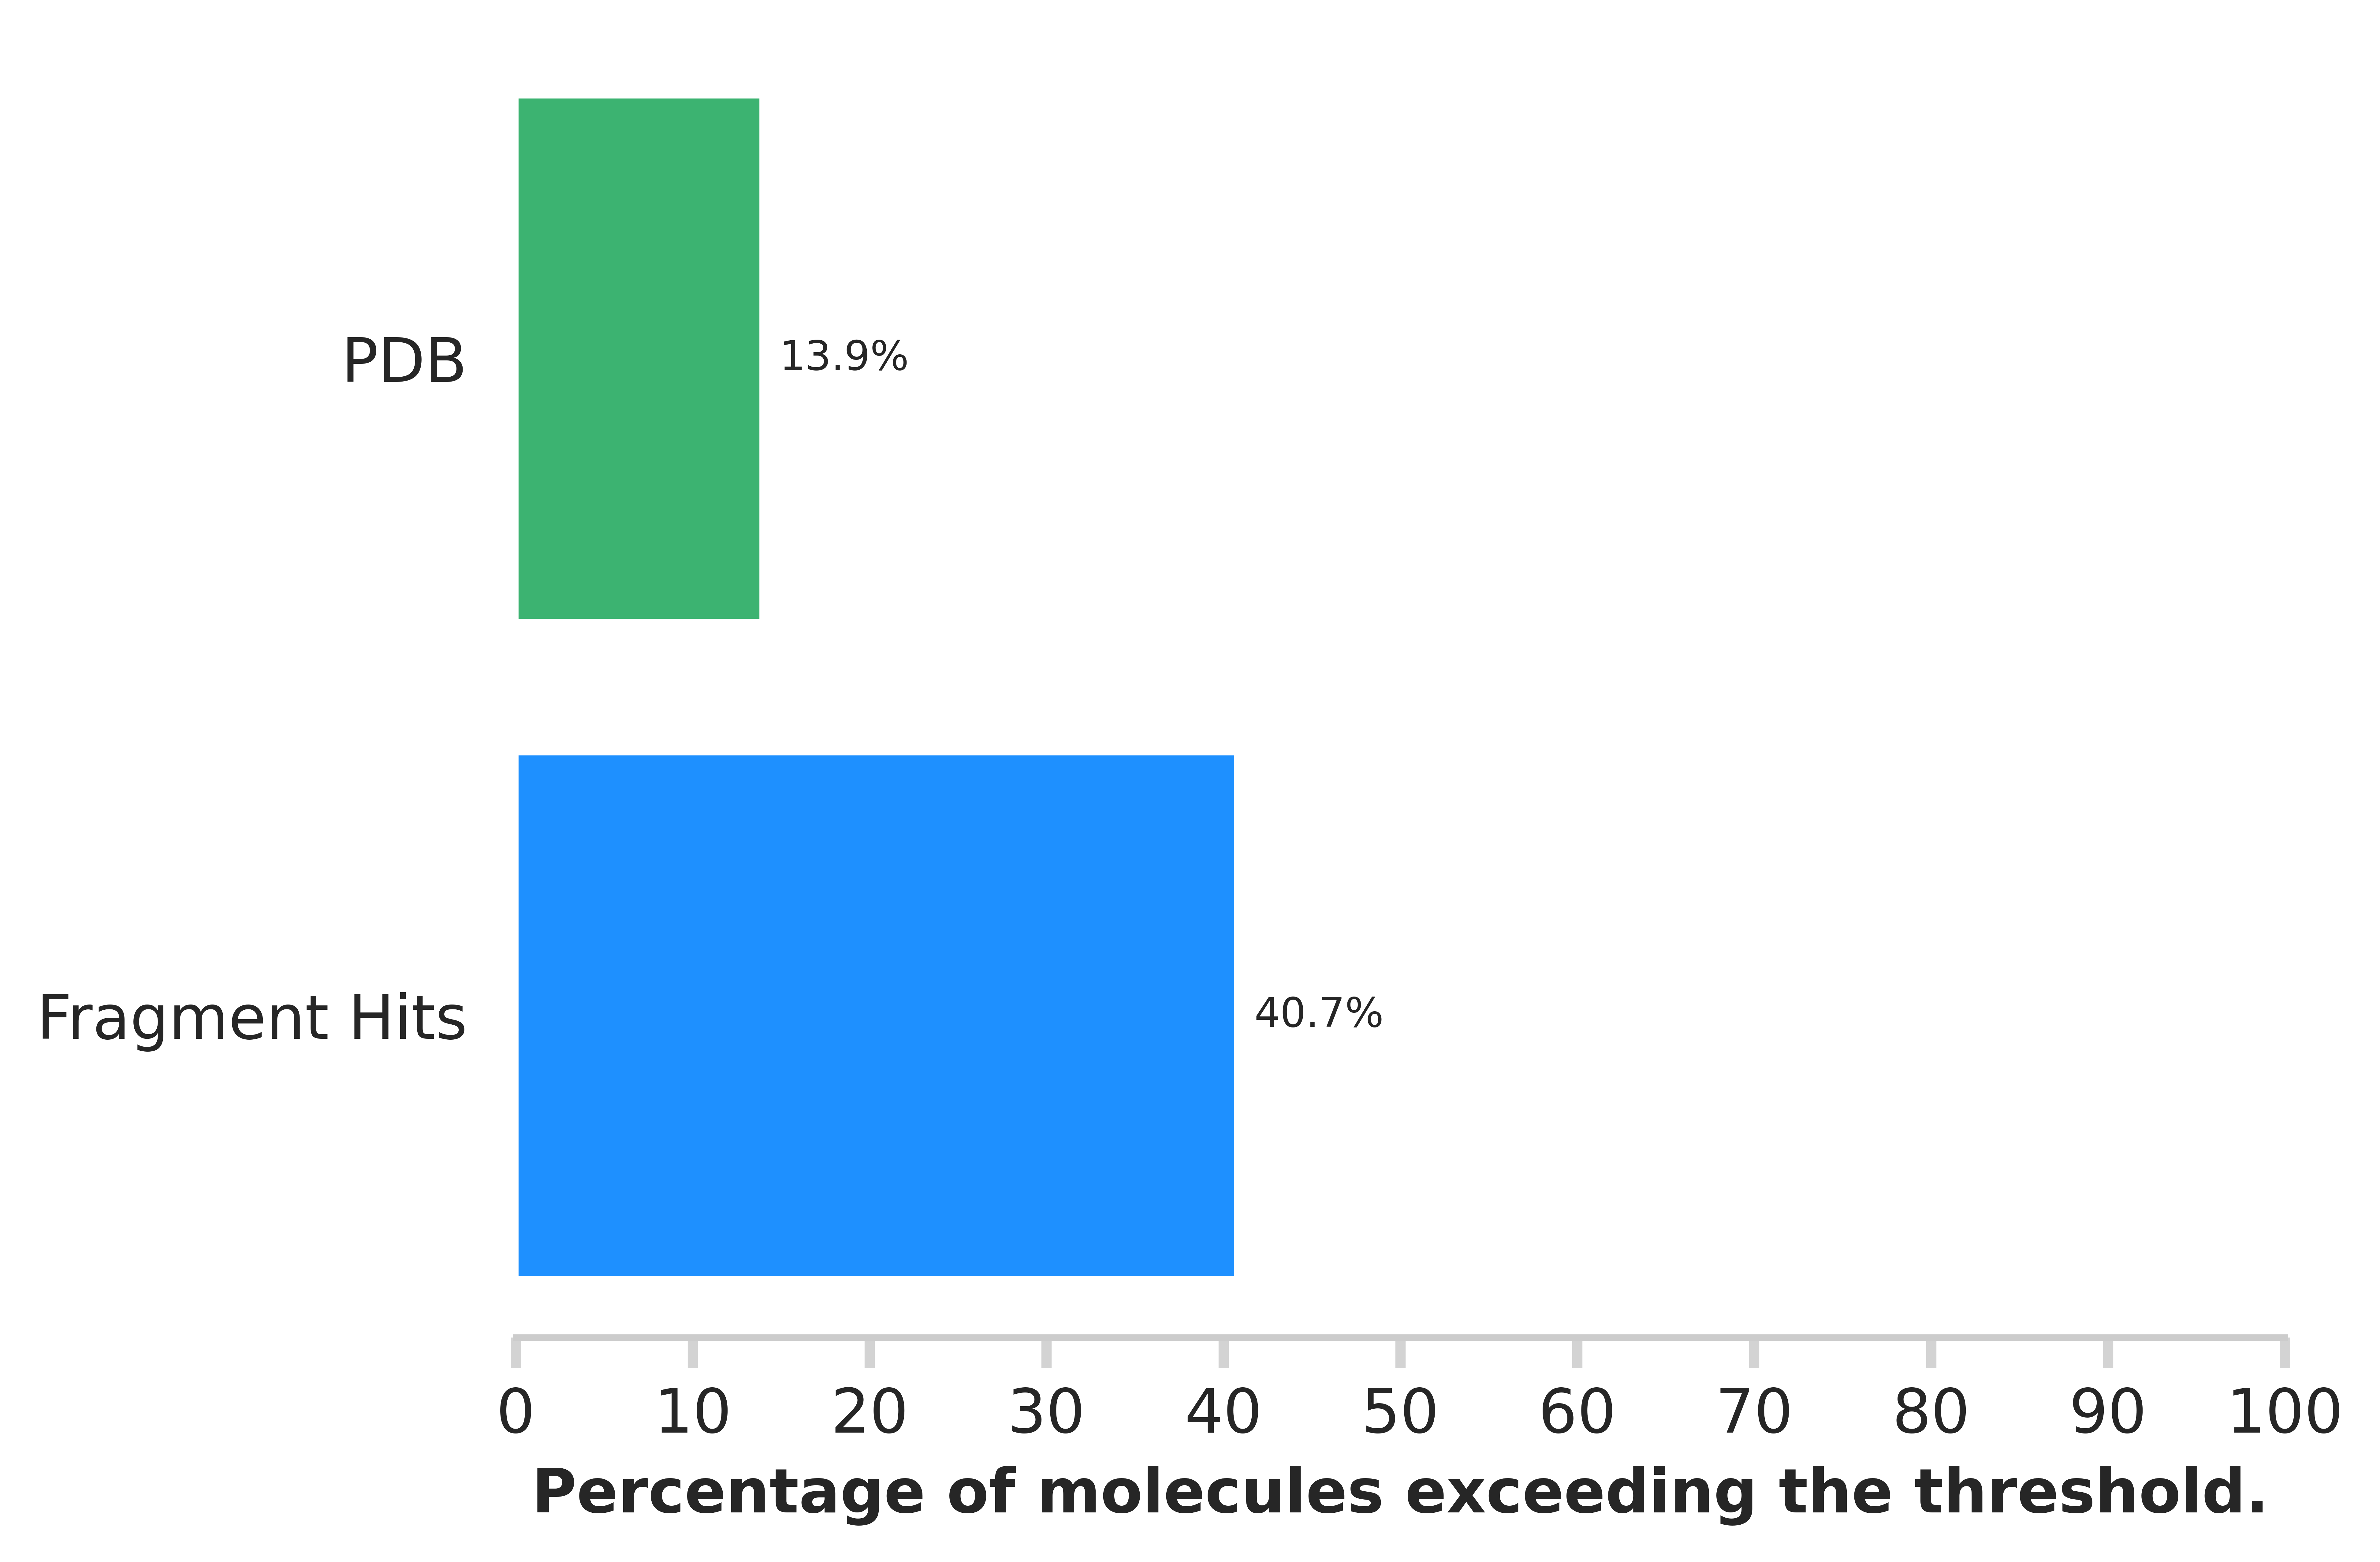 PDB
13.9%
Fragment Hits
40.7%
0 10 20 30 40 50 60 70 80 90 100
Percentage of molecules exceeding the threshold.